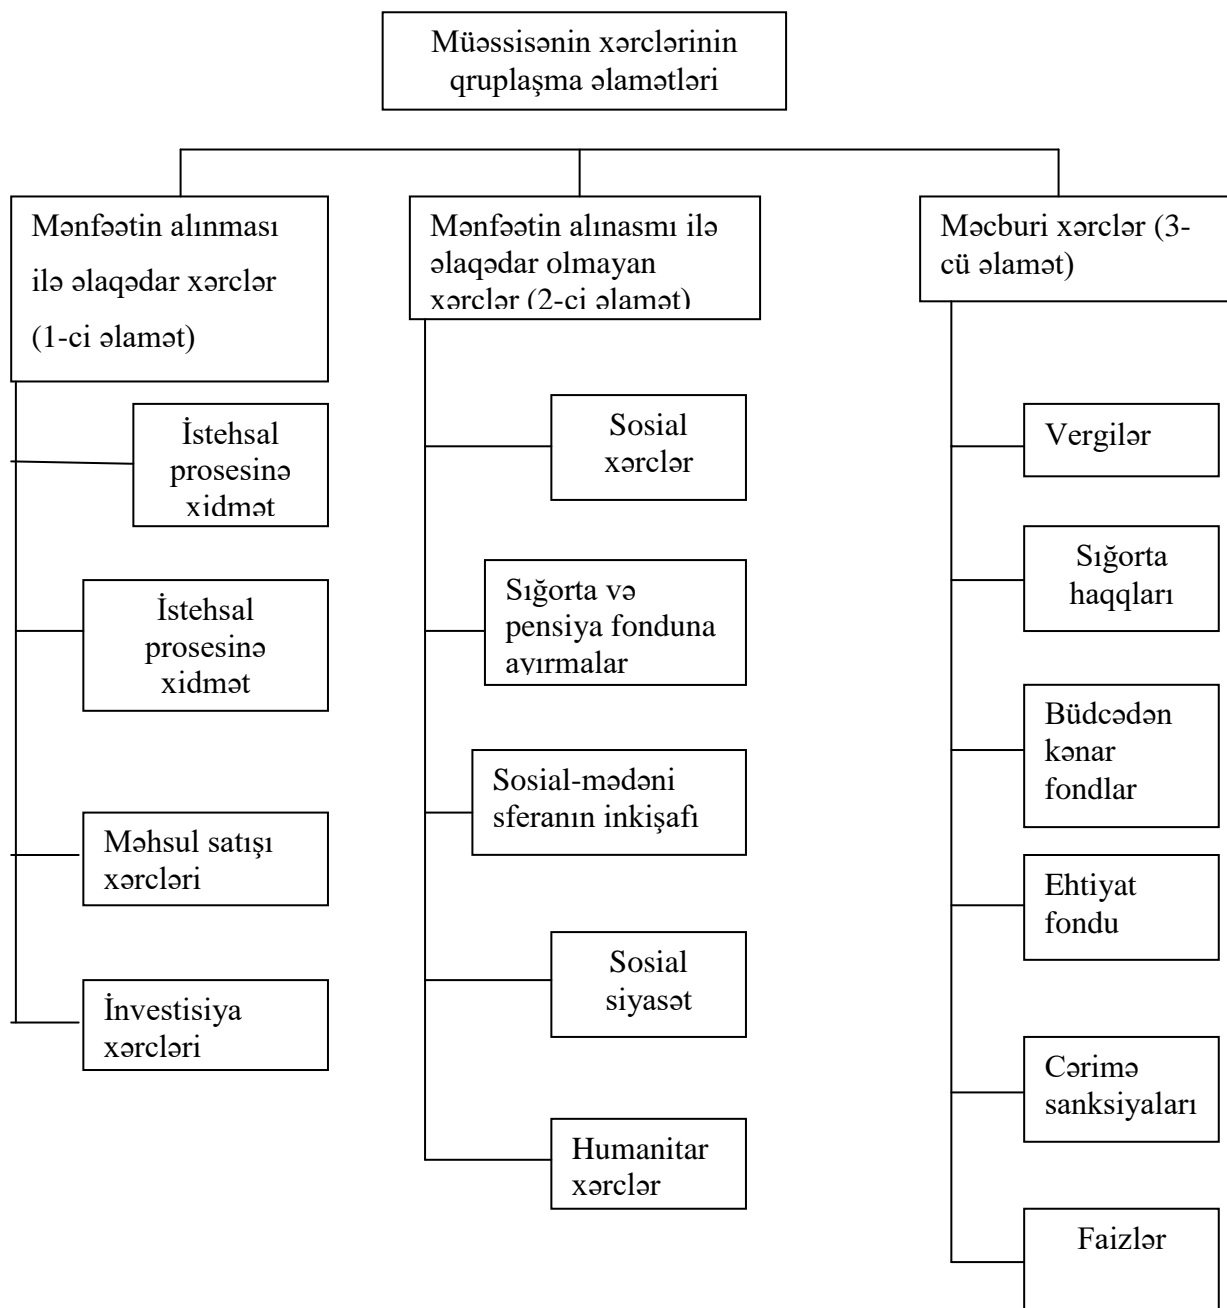 Müəssisənin xərclərinin
qruplaşma əlamətləri
Mənfəətin alınması
ilə əlaqədar xərclər
(1-ci əlamət)
İstehsal
prosesinə
xidmət
İstehsal
prosesinə
xidmət
Məhsul satışı
xərcləri
İnvestisiya
xərcləri
Mənfəətin alınasmı ilə
əlaqədar olmayan
xərclər (2-ci əlamət)
Sosial
xərclər
Sığorta və
pensiya fonduna
ayırmalar
Sosial-mədəni
sferanın inkişafı
Sosial
siyasət
Humanitar
xərclər
Məcburi xərclər (3-
cü əlamət)
Vergilər
Sığorta
haqqları
Büdcədən
kənar
fondlar
Ehtiyat
fondu
Cərimə
sanksiyaları
Faizlər